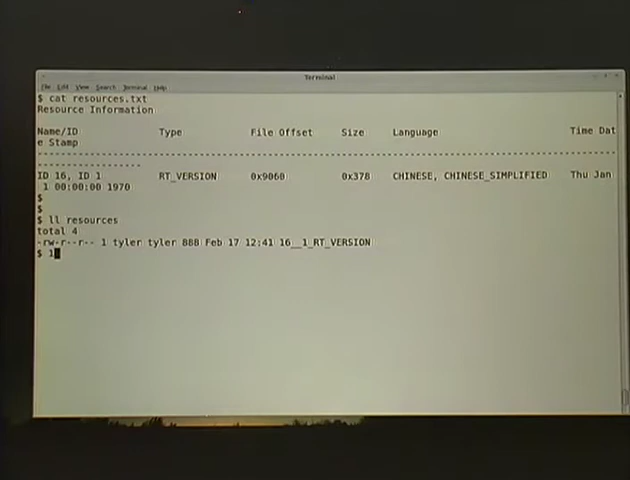 Terminal
File Edit View Search Terminal Help
$ cat resources.txt
Resource Information
Name/ID Type File Offset Size Language Time Dat
e Stamp
--------------------------------------------------------------------------------------------------------
------------------
ID 16, ID 1 RT_VERSION 0x9060 0x378 CHINESE, CHINESE_SIMPLIFIED Thu Jan
1 00:00:00 1970
$
$
$ ll resources
total 4
-rw-r--r-- 1 tyler tyler 888 Feb 17 12:41 16__1_RT_VERSION
$ l